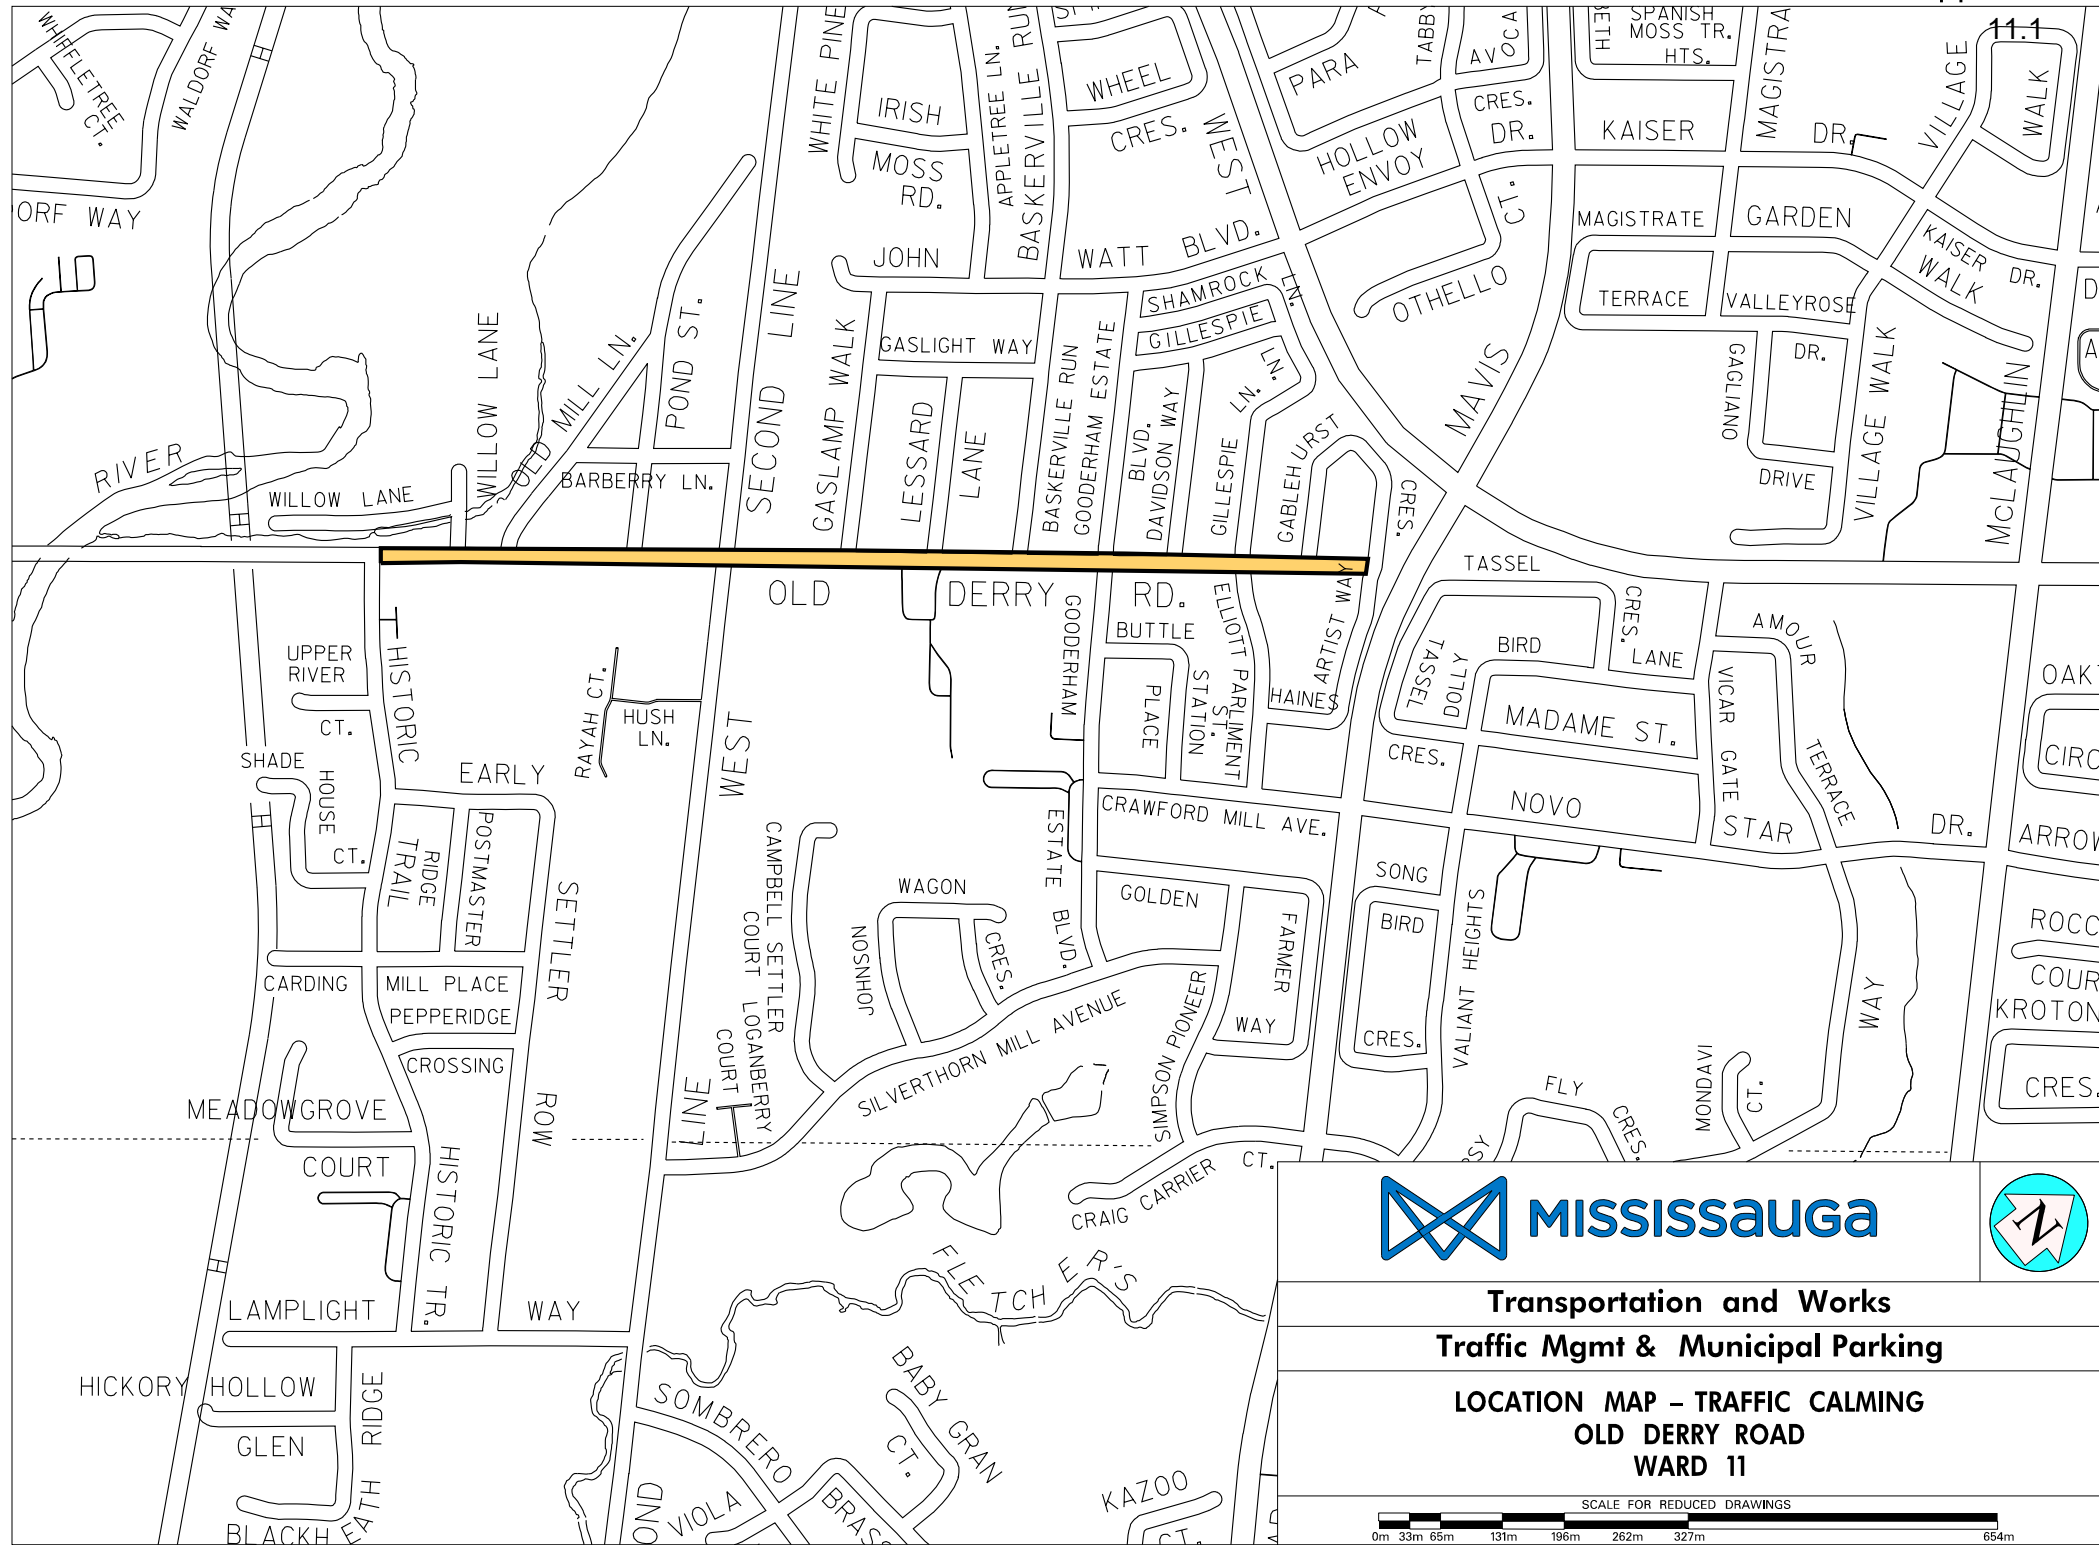 11.1
WHIFFLETREE
CT.
WALDORF WA
ORF WAY
RIVER
WILLOW LANE
WILLOW LANE
OLD MILL LN.
POND ST.
BARBERRY LN.
SECOND LINE
WHITE PINE
IRISH
MOSS
RD.
APPLETREE LN.
BASKERVILLE RUN
WHEEL
CRES.
WEST
JOHN
WATT
BLVD.
GASLAMP WALK
GASLIGHT WAY
LESSARD
LANE
BASKERVILLE RUN
GOODERHAM ESTATE
BLVD.
DAVIDSON WAY
SHAMROCK
LN.
GILLESPIE
LN.
GILLESPIE
LN.
GABLEHURST
CRES.
PARA
TABBY
AVOCA
CRES.
DR.
HOLLOW
ENVOY
OTHELLO
CT.
MAVIS
BETH
SPANISH
MOSS TR.
HTS.
MAGISTRA
KAISER
DR.
VILLAGE
WALK
MAGISTRATE
GARDEN
KAISER
DR.
WALK
TERRACE
VALLEYROSE
DR.
GAGLIANO
DRIVE
VILLAGE WALK
McLAUGHLIN
D
A
OLD
DERRY
RD.
UPPER
RIVER
CT.
HISTORIC
SHADE
HOUSE
CT.
EARLY
RAYAH CT.
HUSH
LN.
WEST
GOODERHAM
BUTTLE
PLACE
STATION
ST.
ELLIOTT PARLIMENT
ARTIST WAY
HAINES
TASSEL
CRES.
TASSEL
BIRD
LANE
DOLLY
MADAME ST.
CRES.
VICAR
GATE
AMOUR
TERRACE
OAK
CIRC
CRAWFORD MILL AVE.
NOVO
STAR
DR.
ARROW
TRAIL
RIDGE
POSTMASTER
SETTLER
CAMPBELL SETTLER
COURT
LOGANBERRY
COURT
WAGON
JOHNSON
CRES.
ESTATE
BLVD.
GOLDEN
FARMER
WAY
SONG
BIRD
CRES.
VALIANT HEIGHTS
ROCC
COUR
KROTON
CRES.
CARDING
MILL PLACE
PEPPERIDGE
CROSSING
SILVERTHORN MILL AVENUE
SIMPSON PIONEER
WAY
MEADOWGROVE
COURT
ROW
LINE
HISTORIC TR.
CRAIG CARRIER
CT.
FLY
CRES.
MONDAVI
CT.
LAMPLIGHT
WAY
FLETCHER'S
HICKORY HOLLOW
GLEN
RIDGE
BLACKHEATH
SOMBRERO
OND
VIOLA
BRAS
BABY GRAN
CT.
KAZOO
CT.
MISSISSauGa
N
Transportation and Works
Traffic Mgmt & Municipal Parking
LOCATION MAP – TRAFFIC CALMING
OLD DERRY ROAD
WARD 11
SCALE FOR REDUCED DRAWINGS
0m 33m 65m 131m 196m 262m 327m 654m